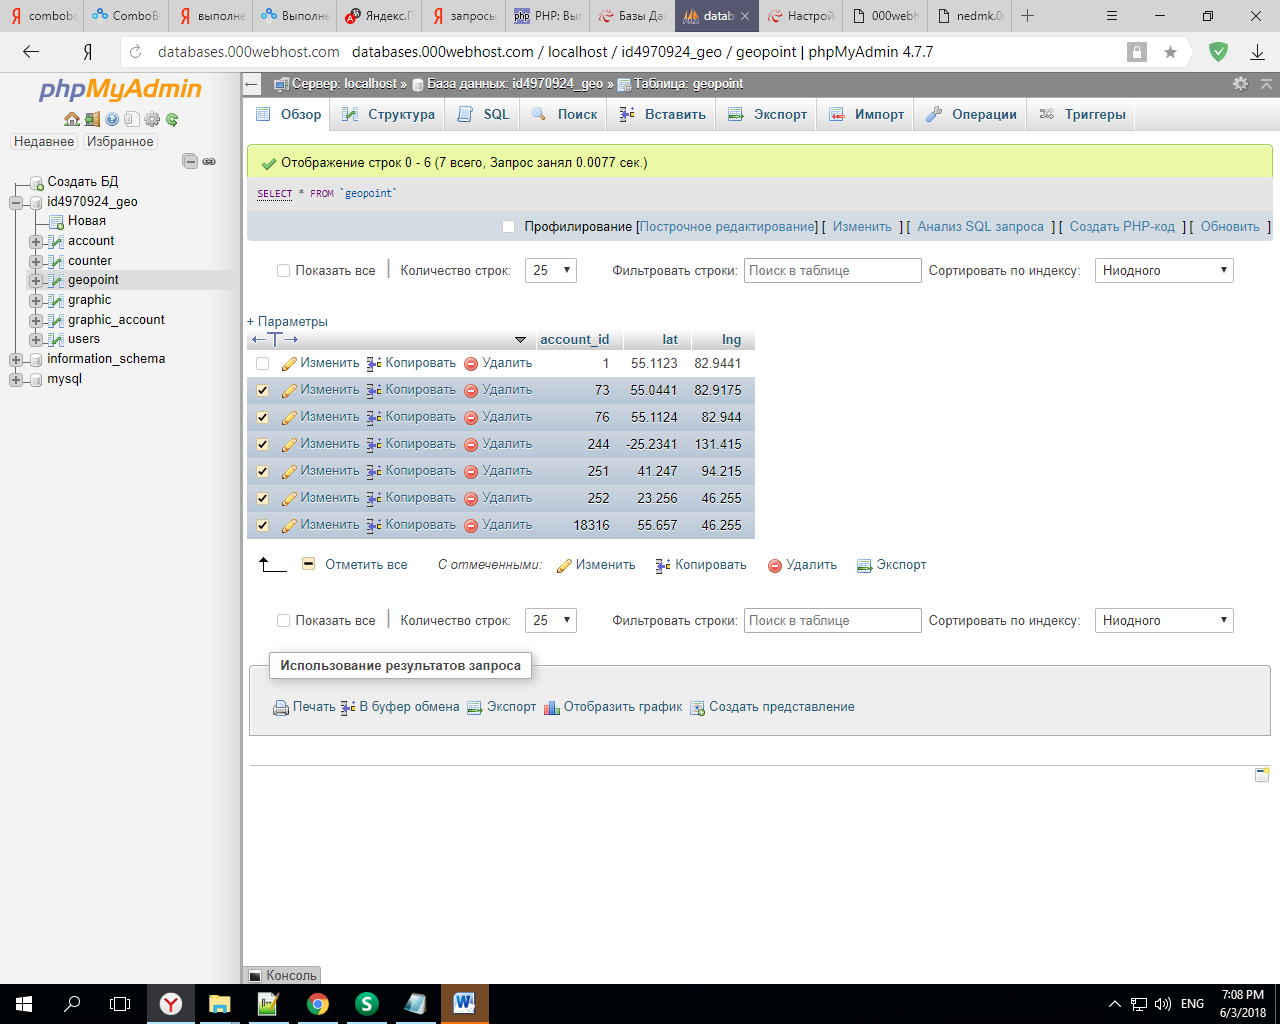 combobo
ComboBo
выполне
Выполне
Яндекс.П
запросы
PHP: Вып
Базы Дан
databa
Настрой
000webh
nedmk.00
databases.000webhost.com databases.000webhost.com / localhost / id4970924_geo / geopoint | phpMyAdmin 4.7.7
phpMyAdmin
Недавнее Избранное
Создать БД
id4970924_geo
Новая
account
counter
geopoint
graphic
graphic_account
users
information_schema
mysql
Сервер: localhost » База данных: id4970924_geo » Таблица: geopoint
Обзор Структура SQL Поиск Вставить Экспорт Импорт Операции Триггеры
Отображение строк 0 - 6 (7 всего, Запрос занял 0.0077 сек.)
SELECT * FROM `geopoint`
Профилирование [Построчное редактирование] [ Изменить ] [ Анализ SQL запроса ] [ Создать PHP-код ] [ Обновить ]
Показать все Количество строк: 25 Фильтровать строки: Поиск в таблице Сортировать по индексу: Ниодного
+ Параметры
account_id lat lng
Изменить Копировать Удалить 1 55.1123 82.9441
Изменить Копировать Удалить 73 55.0441 82.9175
Изменить Копировать Удалить 76 55.1124 82.944
Изменить Копировать Удалить 244 -25.2341 131.415
Изменить Копировать Удалить 251 41.247 94.215
Изменить Копировать Удалить 252 23.256 46.255
Изменить Копировать Удалить 18316 55.657 46.255
Отметить все С отмеченными: Изменить Копировать Удалить Экспорт
Показать все Количество строк: 25 Фильтровать строки: Поиск в таблице Сортировать по индексу: Ниодного
Использование результатов запроса
Печать В буфер обмена Экспорт Отобразить график Создать представление
Консоль
ENG
7:08 PM
6/3/2018